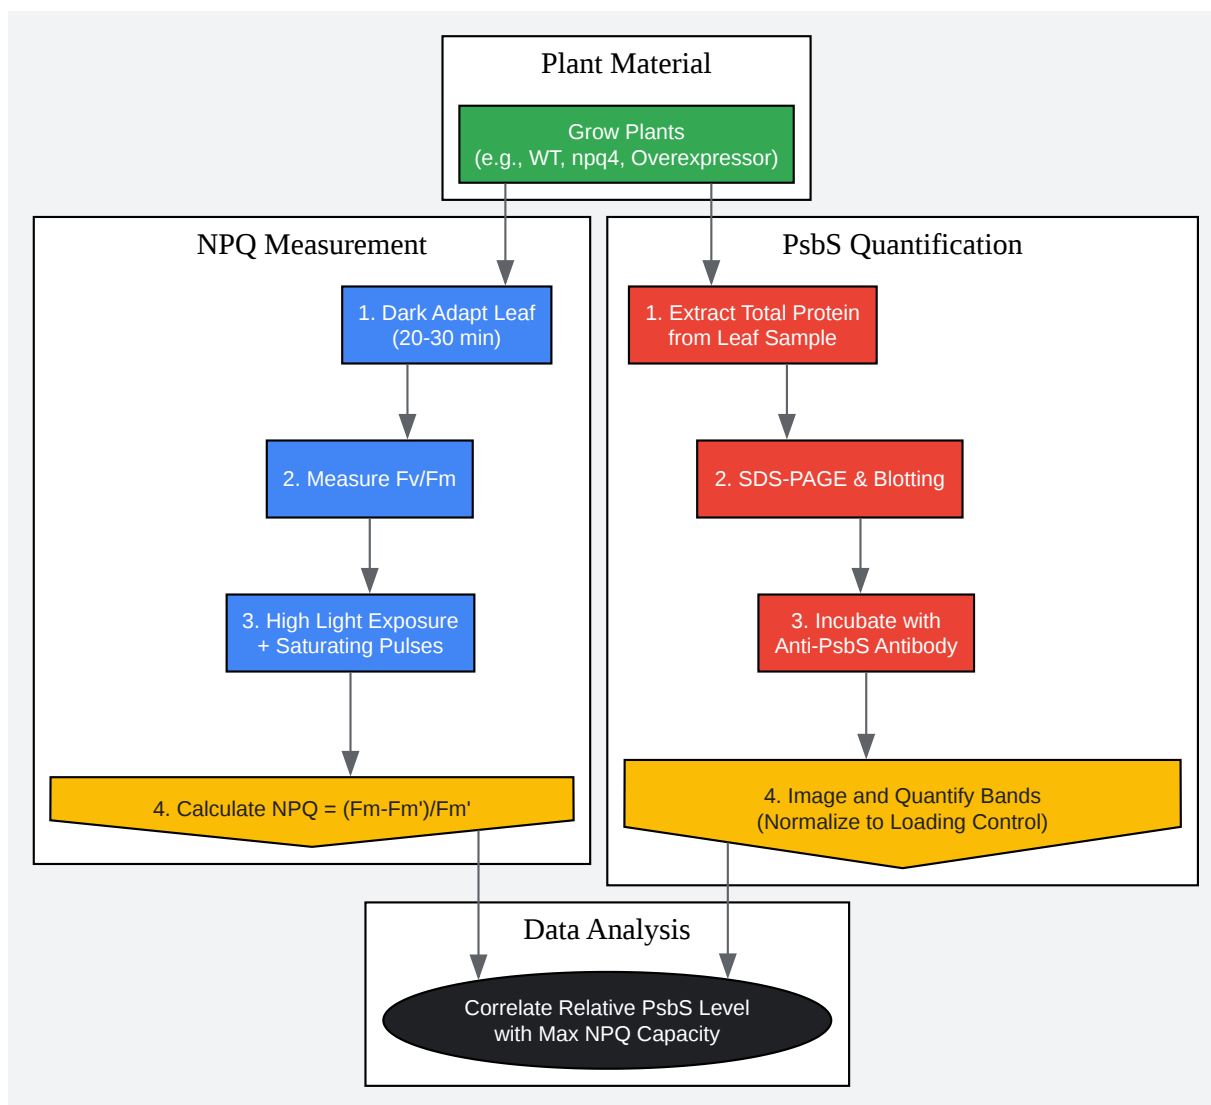 Plant Material
Grow Plants
(e.g., WT, npq4, Overexpressor)
NPQ Measurement
1. Dark Adapt Leaf
(20-30 min)
2. Measure Fv/Fm
3. High Light Exposure
+ Saturating Pulses
4. Calculate NPQ = (Fm-Fm')/Fm'
PsbS Quantification
1. Extract Total Protein
from Leaf Sample
2. SDS-PAGE & Blotting
3. Incubate with
Anti-PsbS Antibody
4. Image and Quantify Bands
(Normalize to Loading Control)
Data Analysis
Correlate Relative PsbS Level
with Max NPQ Capacity